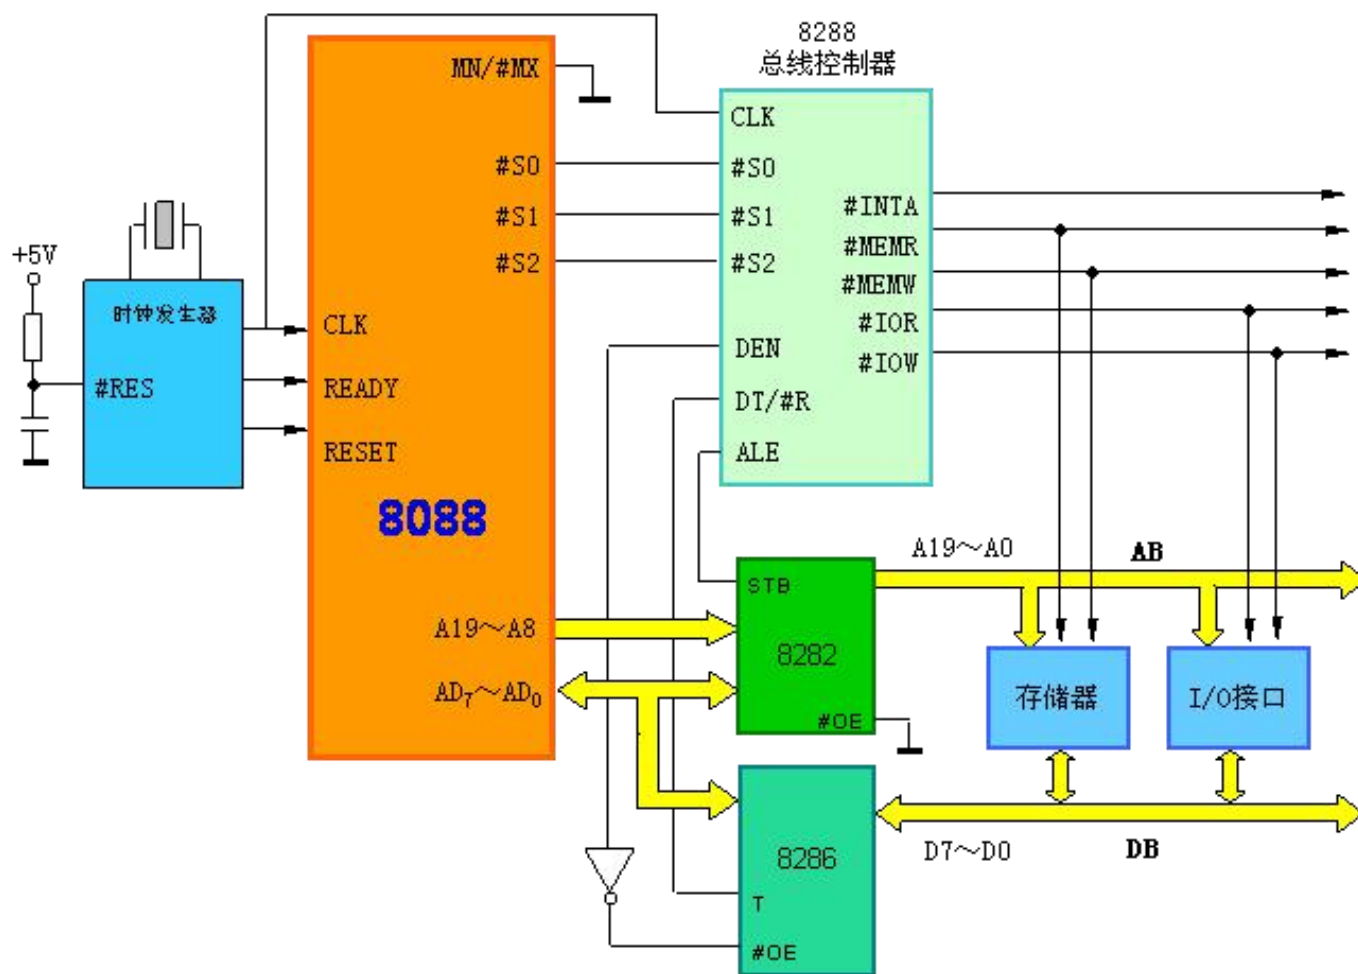 8288
总线控制器
MN/#MX
CLK
#S0
#S0
#S1
#S1
#S2
#S2
#INTA
#MEMR
#MEMW
#IOR
#IOW
DEN
DT/#R
ALE
+5V
时钟发生器
#RES
CLK
READY
RESET
8088
A19～A8
AD7～AD0
STB
8282
#OE
A19～A0
AB
存储器
I/O接口
8286
T
#OE
D7～D0
DB